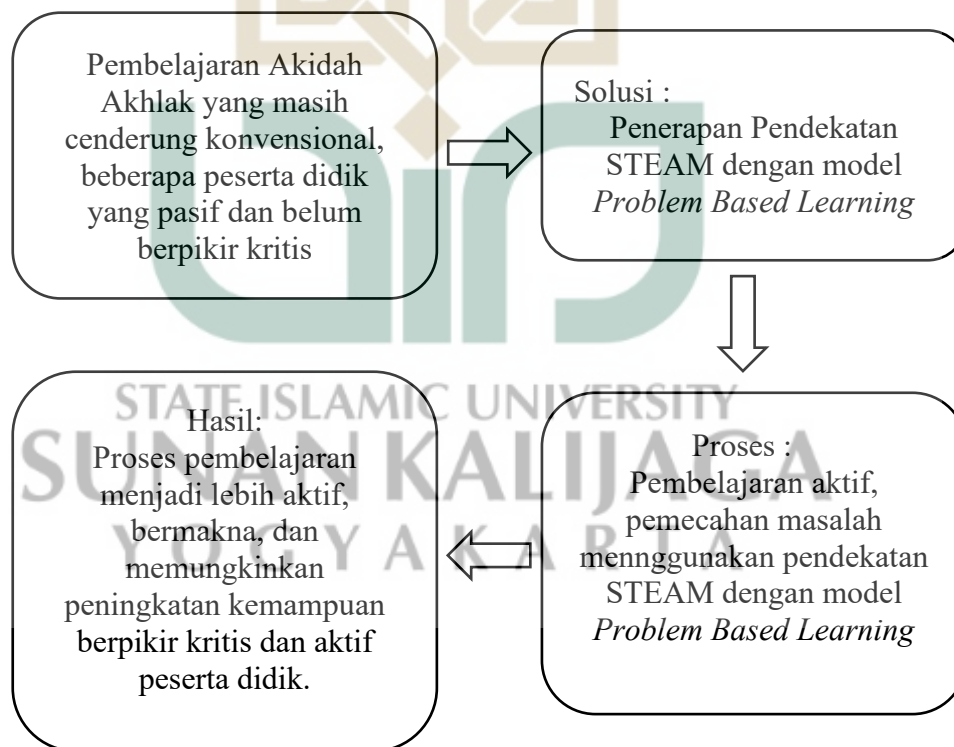 Pembelajaran Akidah
Akhlak yang masih
cenderung konvensional,
beberapa peserta didik
yang pasif dan belum
berpikir kritis
Solusi :
Penerapan Pendekatan
STEAM dengan model
Problem Based Learning
Proses :
Pembelajaran aktif,
pemecahan masalah
mennggunakan pendekatan
STEAM dengan model
Problem Based Learning
Hasil:
Proses pembelajaran
menjadi lebih aktif,
bermakna, dan
memungkinkan
peningkatan kemampuan
berpikir kritis dan aktif
peserta didik.
STATE ISLAMIC UNIVERSITY
SUNAN KALIJAGA
YOGYAKARTA